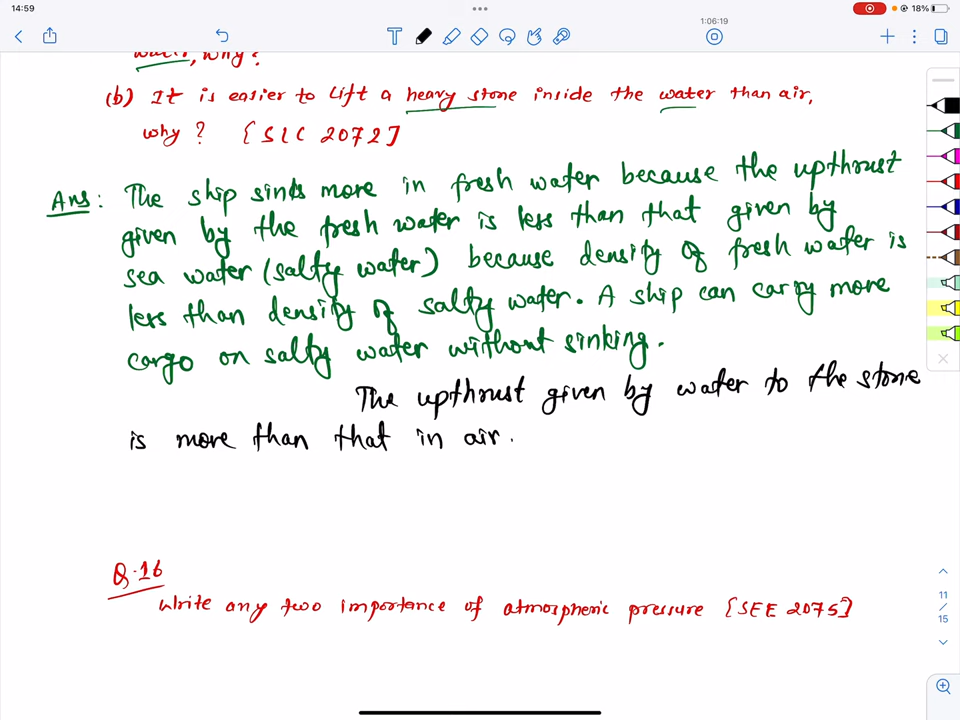 14:59
1:06:19
18%
water, why?
(b) It is easier to lift a heavy stone inside the water than air,
why? [SLC 2072]
Ans: The ship sinks more in fresh water because the upthrust
given by the fresh water is less than that given by
sea water (salty water) because density of fresh water is
less than density of salty water. A ship can carry more
cargo on salty water without sinking.
The upthrust given by water to the stone
is more than that in air.
Q.16
Write any two importance of atmospheric pressure [SEE 2075]
11
/
15